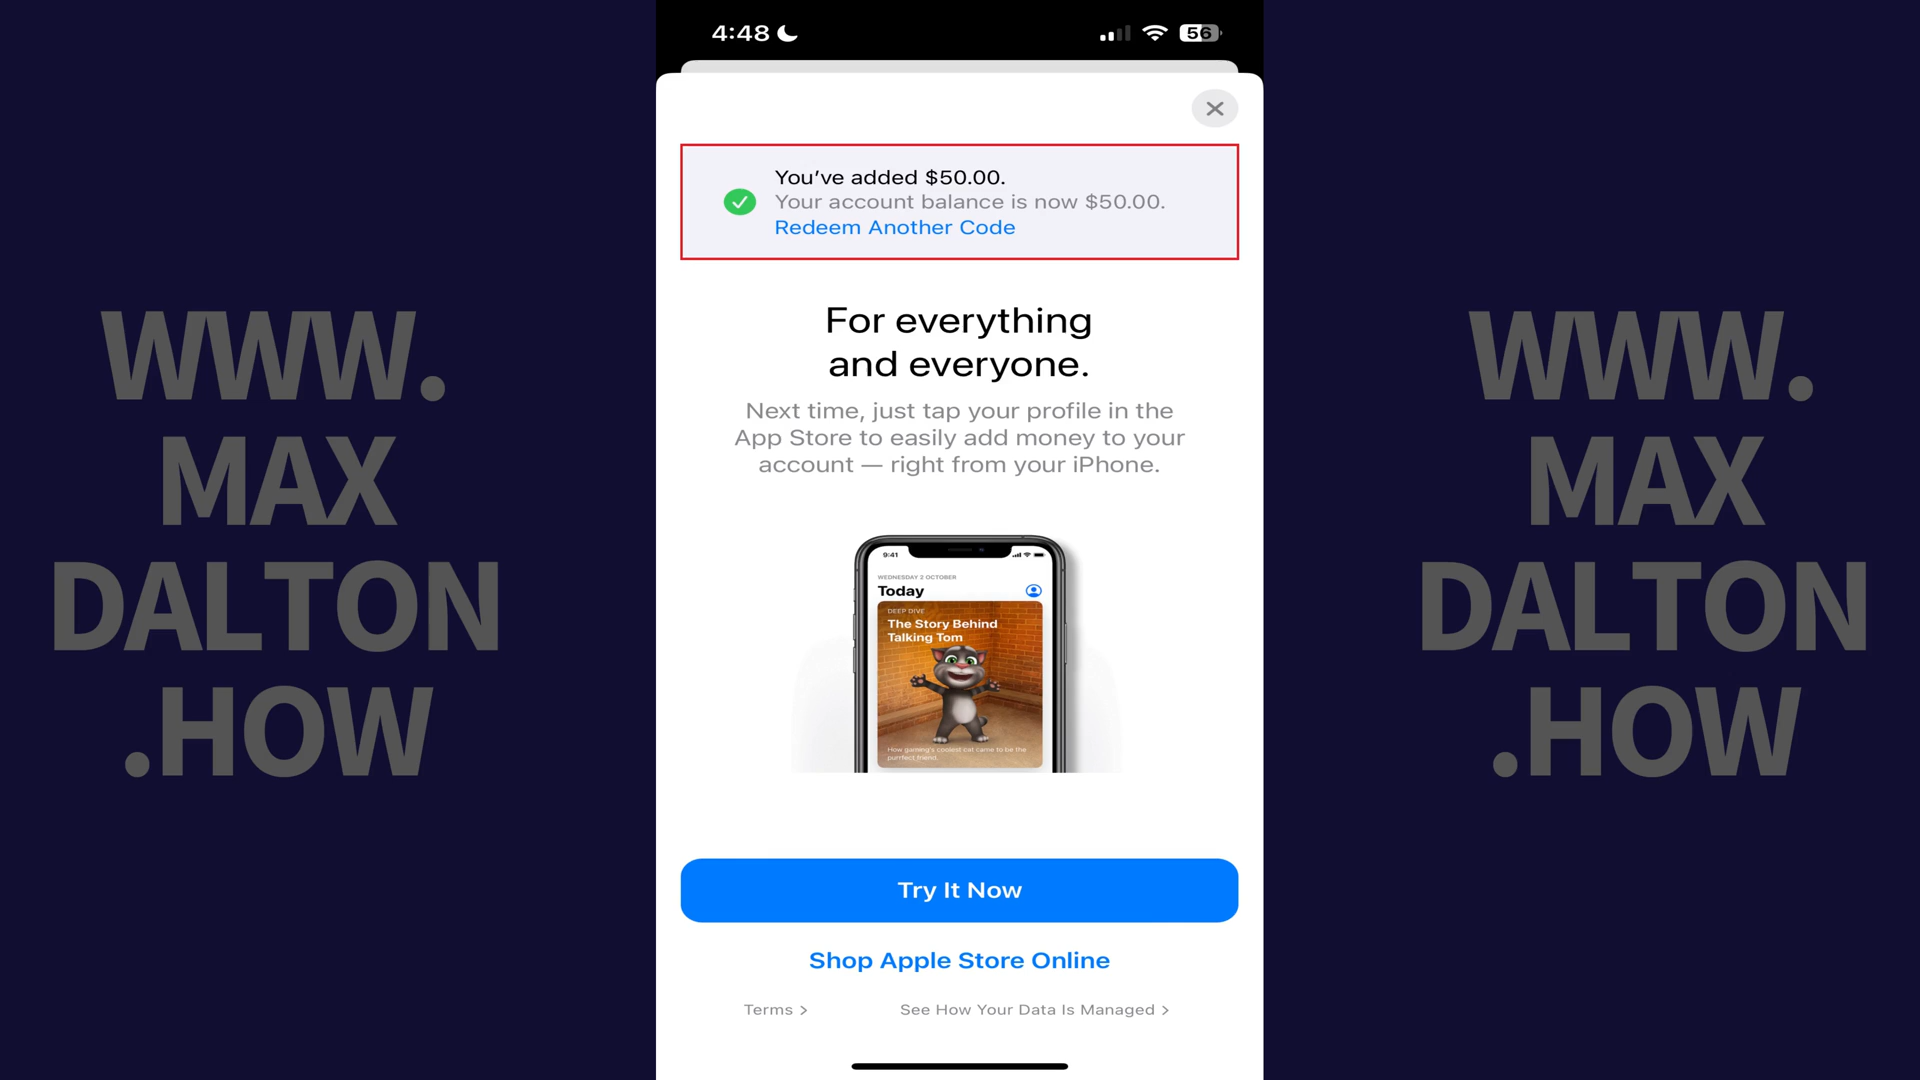 WWW.
MAX
DALTON
.HOW
4:48
56
You've added $50.00.
Your account balance is now $50.00.
Redeem Another Code
For everything
and everyone.
Next time, just tap your profile in the
App Store to easily add money to your
account — right from your iPhone.
9:41
WEDNESDAY 2 OCTOBER
Today
DEEP DIVE
The Story Behind
Talking Tom
How gaming's coolest cat came to be the
purrfect friend.
Try It Now
Shop Apple Store Online
Terms >
See How Your Data Is Managed >
WWW.
MAX
DALTON
.HOW